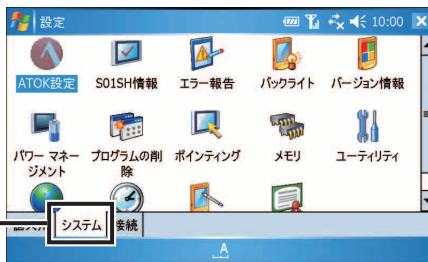 設定 10:00
ATOK設定 S01SH情報 エラー報告 バックライト バージョン情報
パワー マネージメント プログラムの削除 ポインティング メモリ ユーティリティ
システム 接続
A